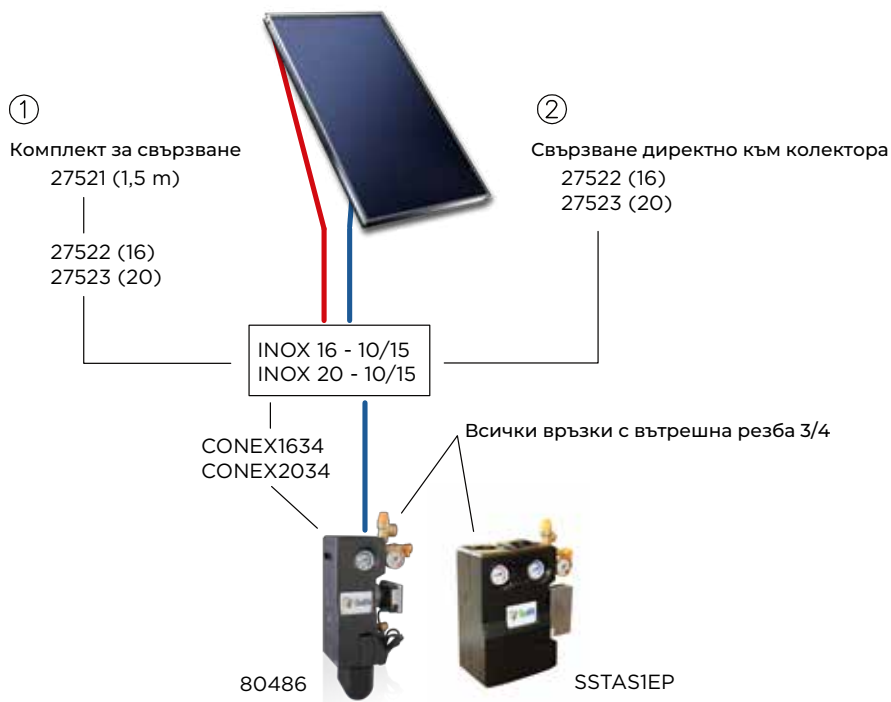 ①
Комплект за свързване
27521 (1,5 m)
27522 (16)
27523 (20)
②
Свързване директно към колектора
27522 (16)
27523 (20)
INOX 16 - 10/15
INOX 20 - 10/15
CONEX1634
CONEX2034
Всички връзки с вътрешна резба 3/4
80486
SSTAS1EP